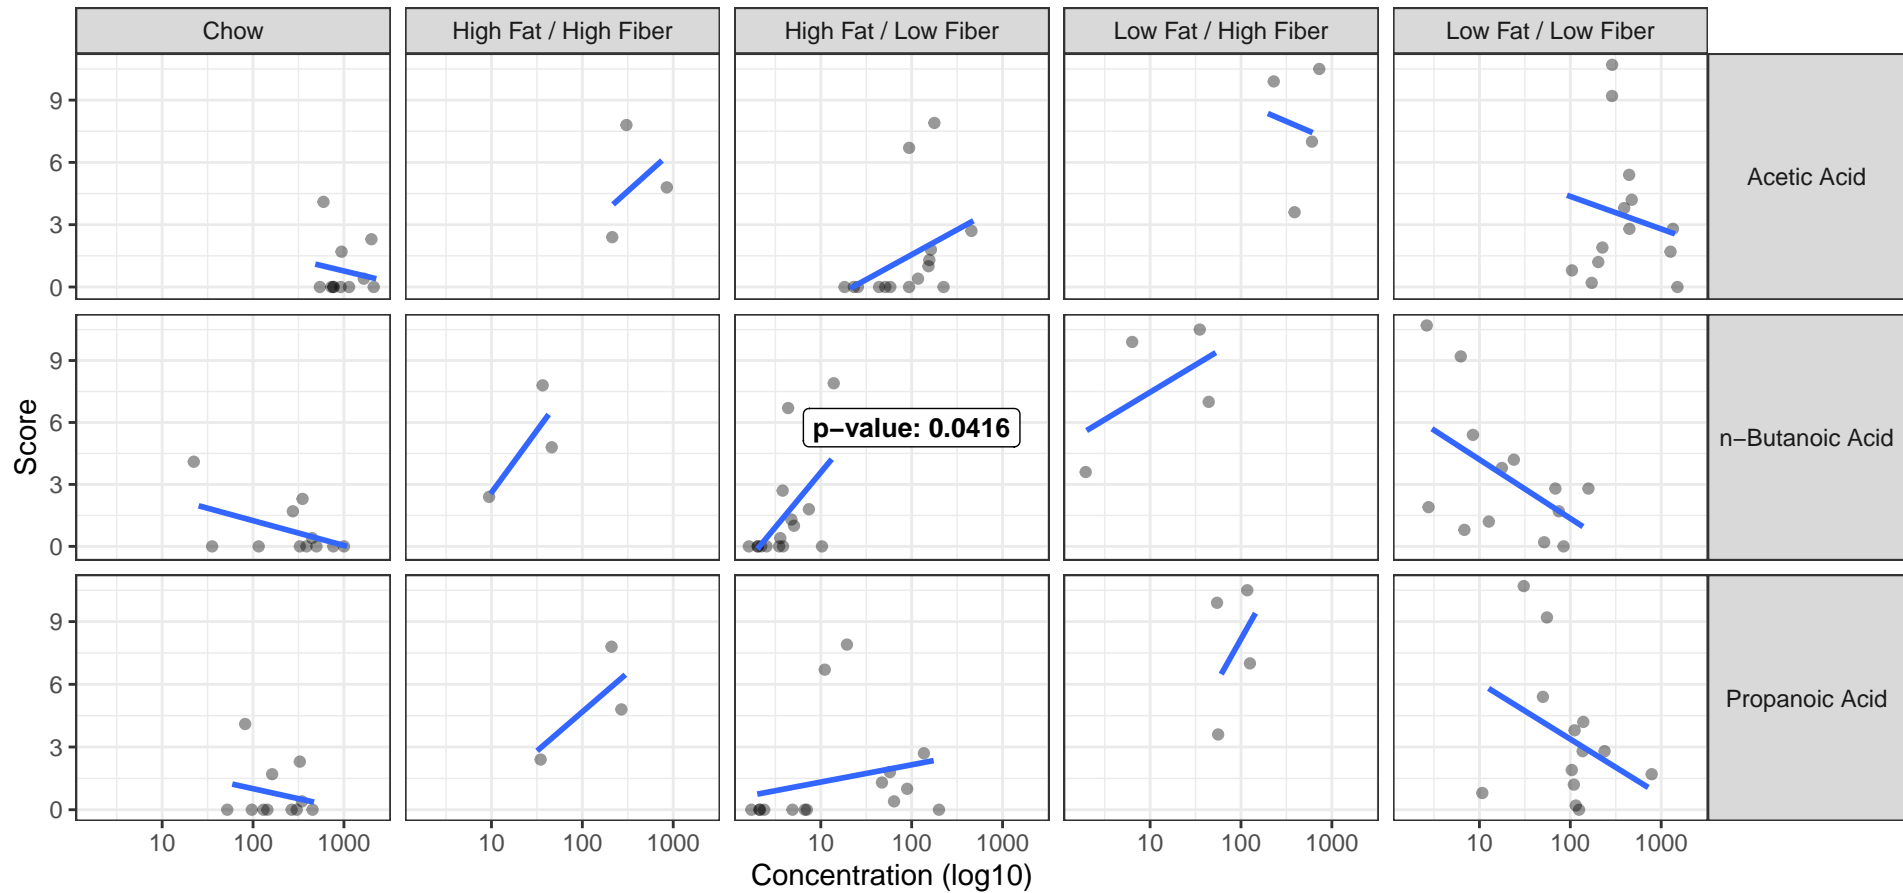 Chow
High Fat / High Fiber
High Fat / Low Fiber
Low Fat / High Fiber
Low Fat / Low Fiber
9
6
3
0
Acetic Acid
9
6
3
0
p−value: 0.0416
n−Butanoic Acid
9
6
3
0
Propanoic Acid
Score
10 100 1000
10 100 1000
10 100 1000
10 100 1000
10 100 1000
Concentration (log10)